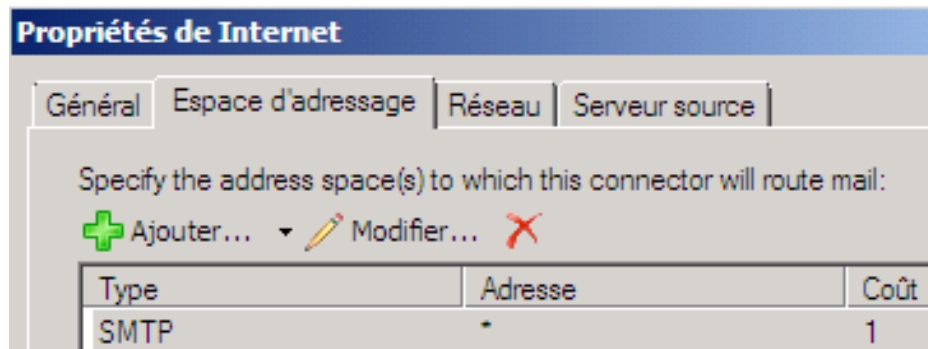 Propriétés de Internet
Général Espace d'adressage Réseau Serveur source
Specify the address space(s) to which this connector will route mail:
Ajouter... Modifier...
Type Adresse Coût
SMTP * 1